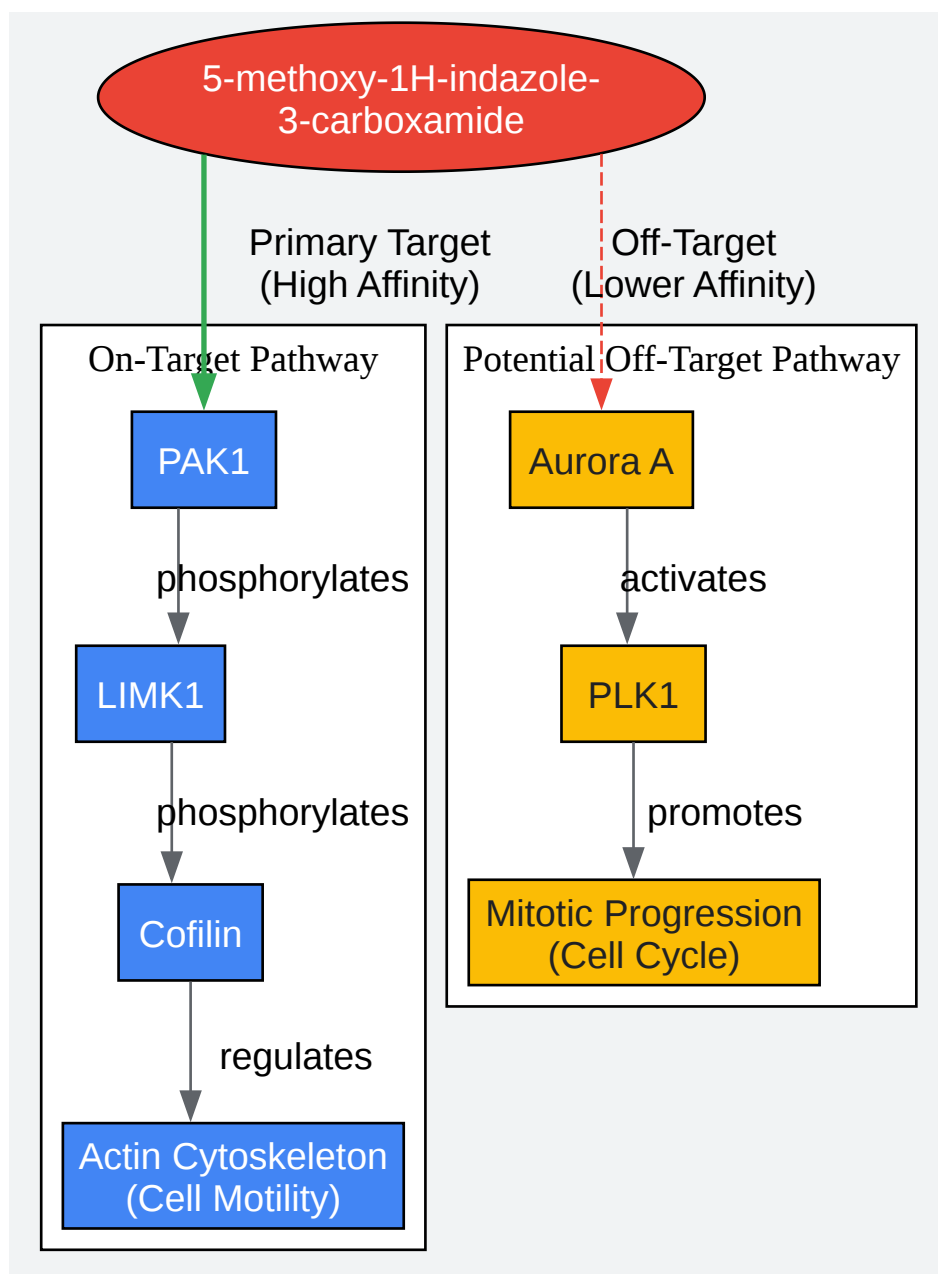 5-methoxy-1H-indazole-
3-carboxamide
Primary Target
(High Affinity)
Off-Target
(Lower Affinity)
On-Target Pathway
PAK1
phosphorylates
LIMK1
phosphorylates
Cofilin
regulates
Actin Cytoskeleton
(Cell Motility)
Potential Off-Target Pathway
Aurora A
activates
PLK1
promotes
Mitotic Progression
(Cell Cycle)